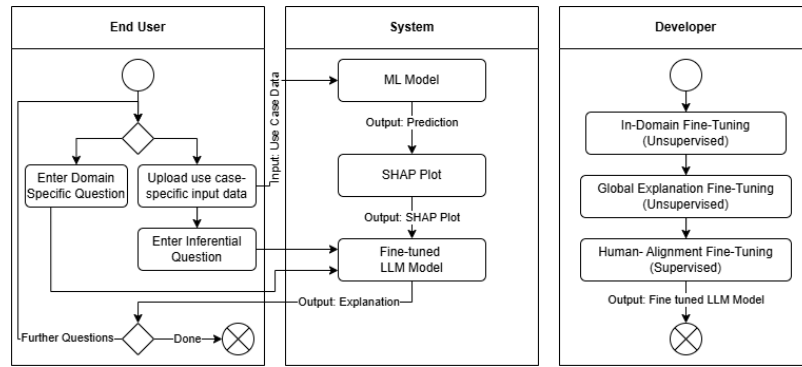 End User
System
Developer
ML Model
Input: Use Case Data
Output: Prediction
In-Domain Fine-Tuning
(Unsupervised)
Enter Domain
Specific Question
Upload use case-
specific input data
SHAP Plot
Global Explanation Fine-Tuning
(Unsupervised)
Output: SHAP Plot
Enter Inferential
Question
Fine-tuned
LLM Model
Human- Alignment Fine-Tuning
(Supervised)
Output: Explanation
Output: Fine tuned LLM Model
Further Questions
Done